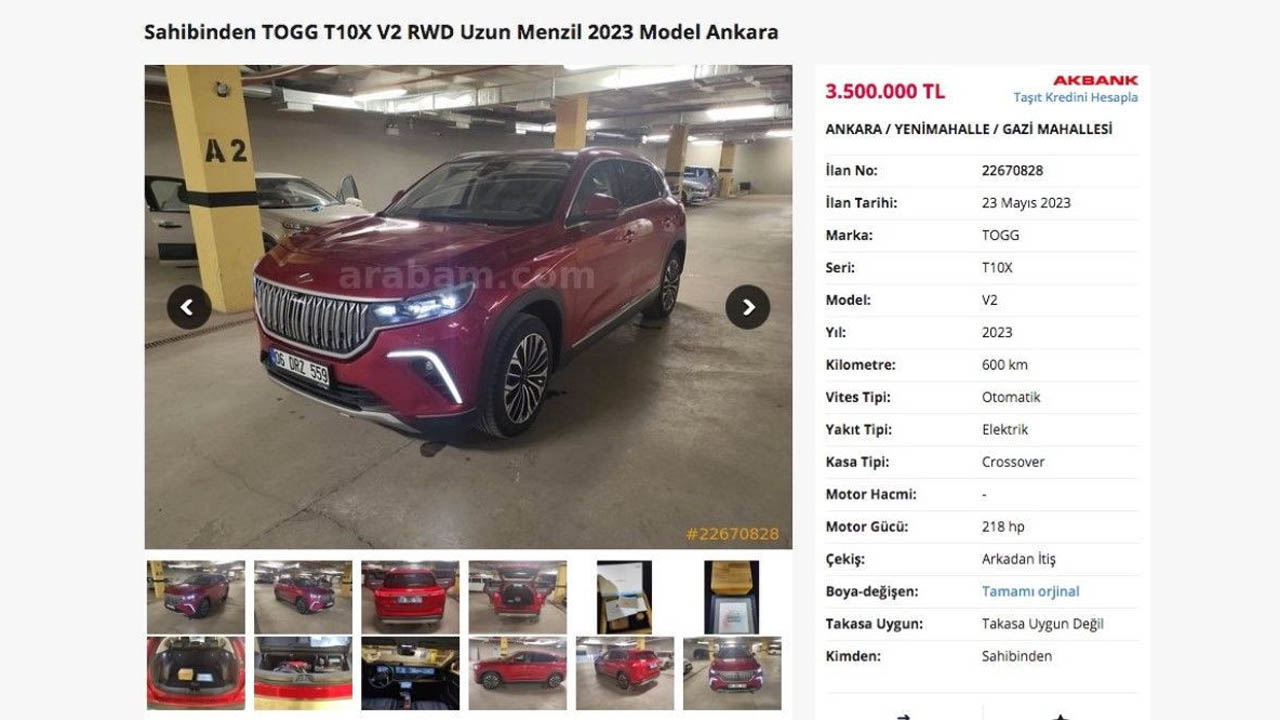 Sahibinden TOGG T10X V2 RWD Uzun Menzil 2023 Model Ankara
A2
arabam.com
06 DRZ 559
#22670828
3.500.000 TL
AKBANK
Taşıt Kredini Hesapla
ANKARA / YENİMAHALLE / GAZİ MAHALLESİ
İlan No: 22670828
İlan Tarihi: 23 Mayıs 2023
Marka: TOGG
Seri: T10X
Model: V2
Yıl: 2023
Kilometre: 600 km
Vites Tipi: Otomatik
Yakıt Tipi: Elektrik
Kasa Tipi: Crossover
Motor Hacmi: -
Motor Gücü: 218 hp
Çekiş: Arkadan İtiş
Boya-değişen: Tamamı orjinal
Takasa Uygun: Takasa Uygun Değil
Kimden: Sahibinden